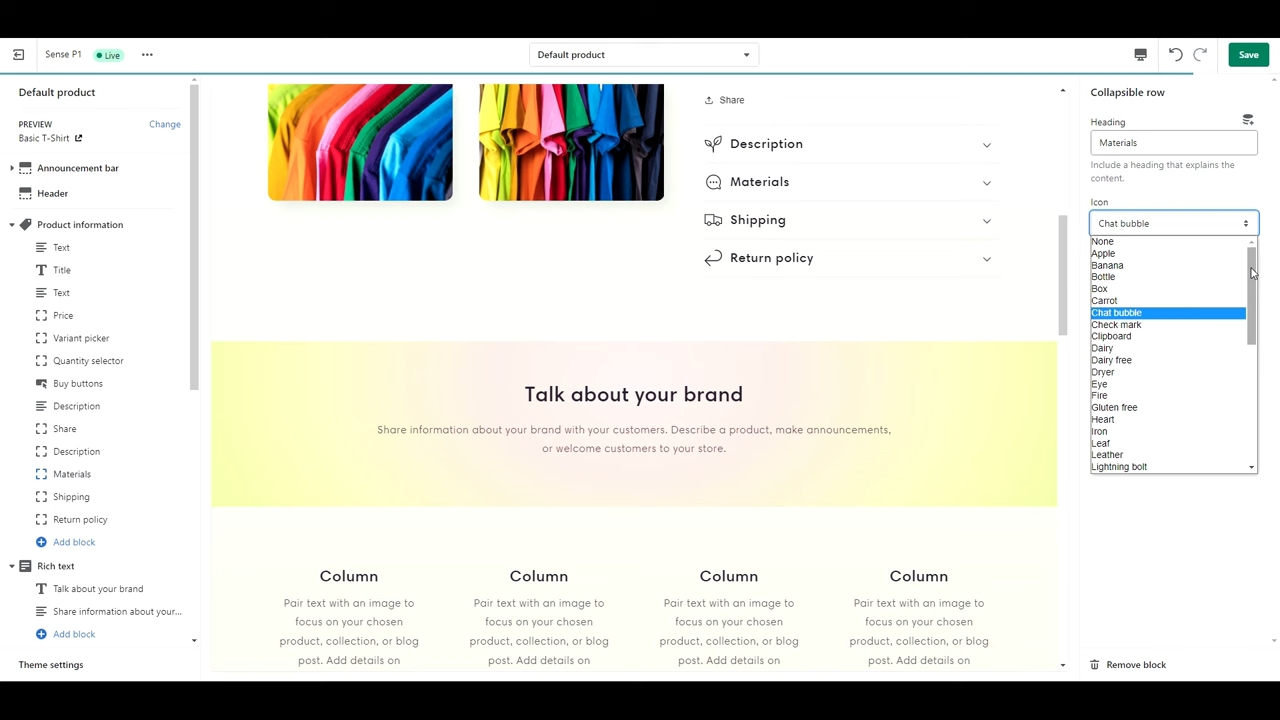 Sense P1
Live
Default product
Save
Default product
PREVIEW
Basic T-Shirt
Change
Announcement bar
Header
Product information
Text
Title
Text
Price
Variant picker
Quantity selector
Buy buttons
Description
Share
Description
Materials
Shipping
Return policy
Add block
Rich text
Talk about your brand
Share information about your...
Add block
Theme settings
Share
Description
Materials
Shipping
Return policy
Talk about your brand
Share information about your brand with your customers. Describe a product, make announcements,
or welcome customers to your store.
Column
Pair text with an image to
focus on your chosen
product, collection, or blog
post. Add details on
Column
Pair text with an image to
focus on your chosen
product, collection, or blog
post. Add details on
Column
Pair text with an image to
focus on your chosen
product, collection, or blog
post. Add details on
Column
Pair text with an image to
focus on your chosen
product, collection, or blog
post. Add details on
Collapsible row
Heading
Materials
Include a heading that explains the
content.
Icon
Chat bubble
None
Apple
Banana
Bottle
Box
Carrot
Chat bubble
Check mark
Clipboard
Dairy
Dairy free
Dryer
Eye
Fire
Gluten free
Heart
Iron
Leaf
Leather
Lightning bolt
Remove block